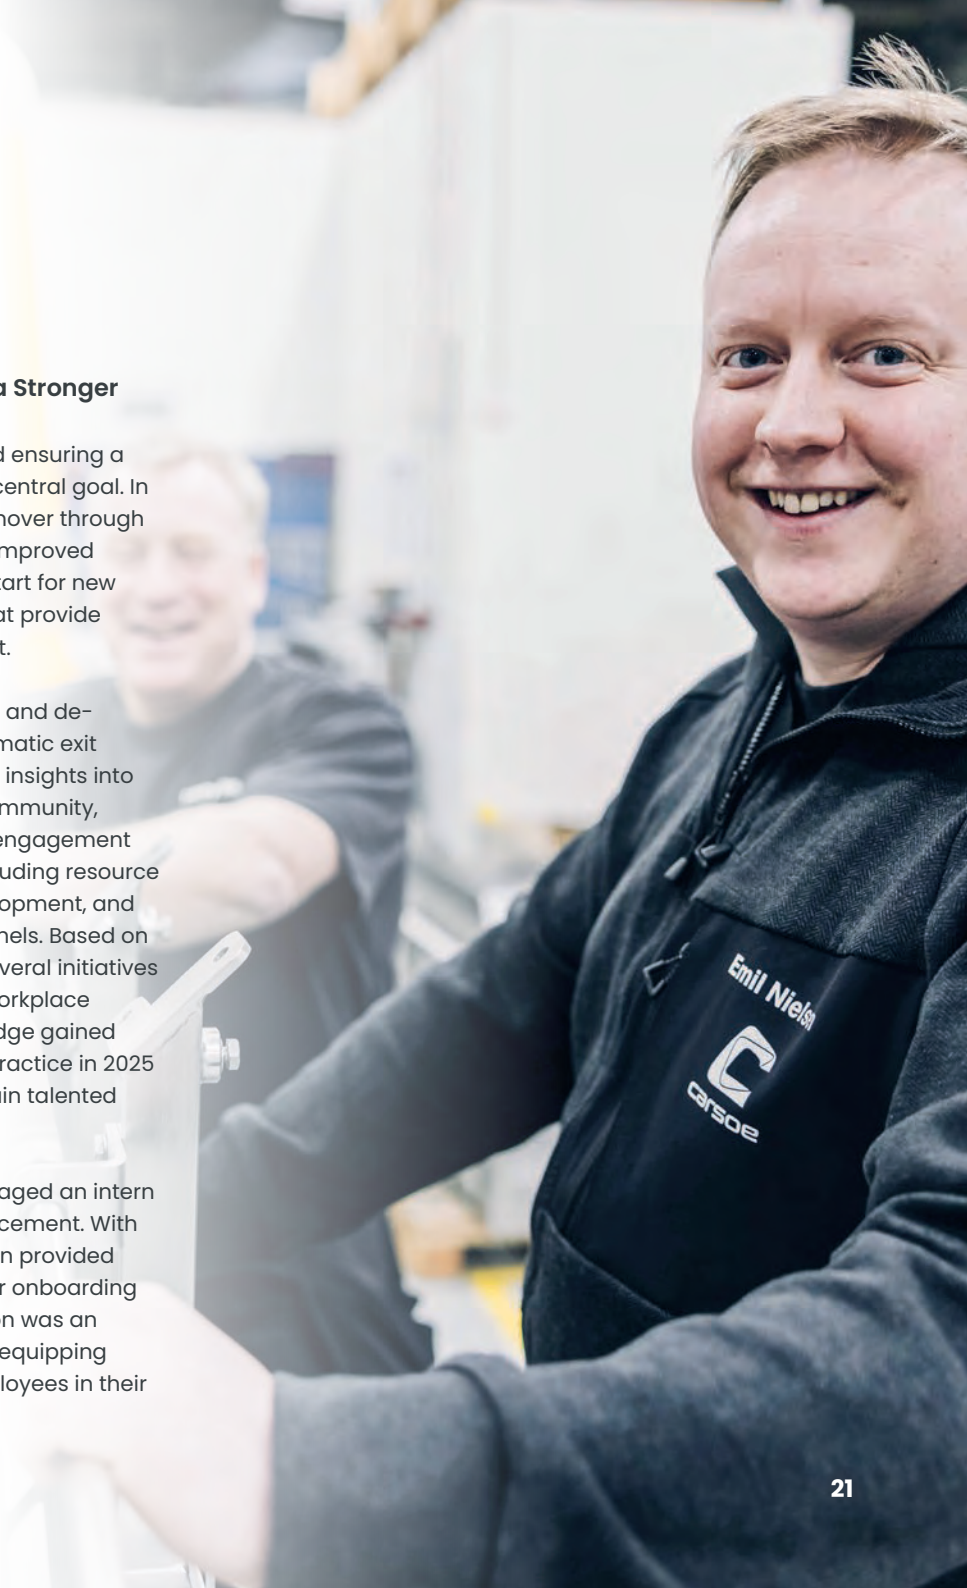 a Stronger
d ensuring a
central goal. In
nover through
mproved
tart for new
at provide
t.
and de-
matic exit
insights into
mmunity,
engagement
uding resource
opment, and
nels. Based on
veral initiatives
orkplace
dge gained
ractice in 2025
in talented
aged an intern
cement. With
n provided
r onboarding
on was an
equipping
loyees in their
Emil Nielsen
carsoe
21